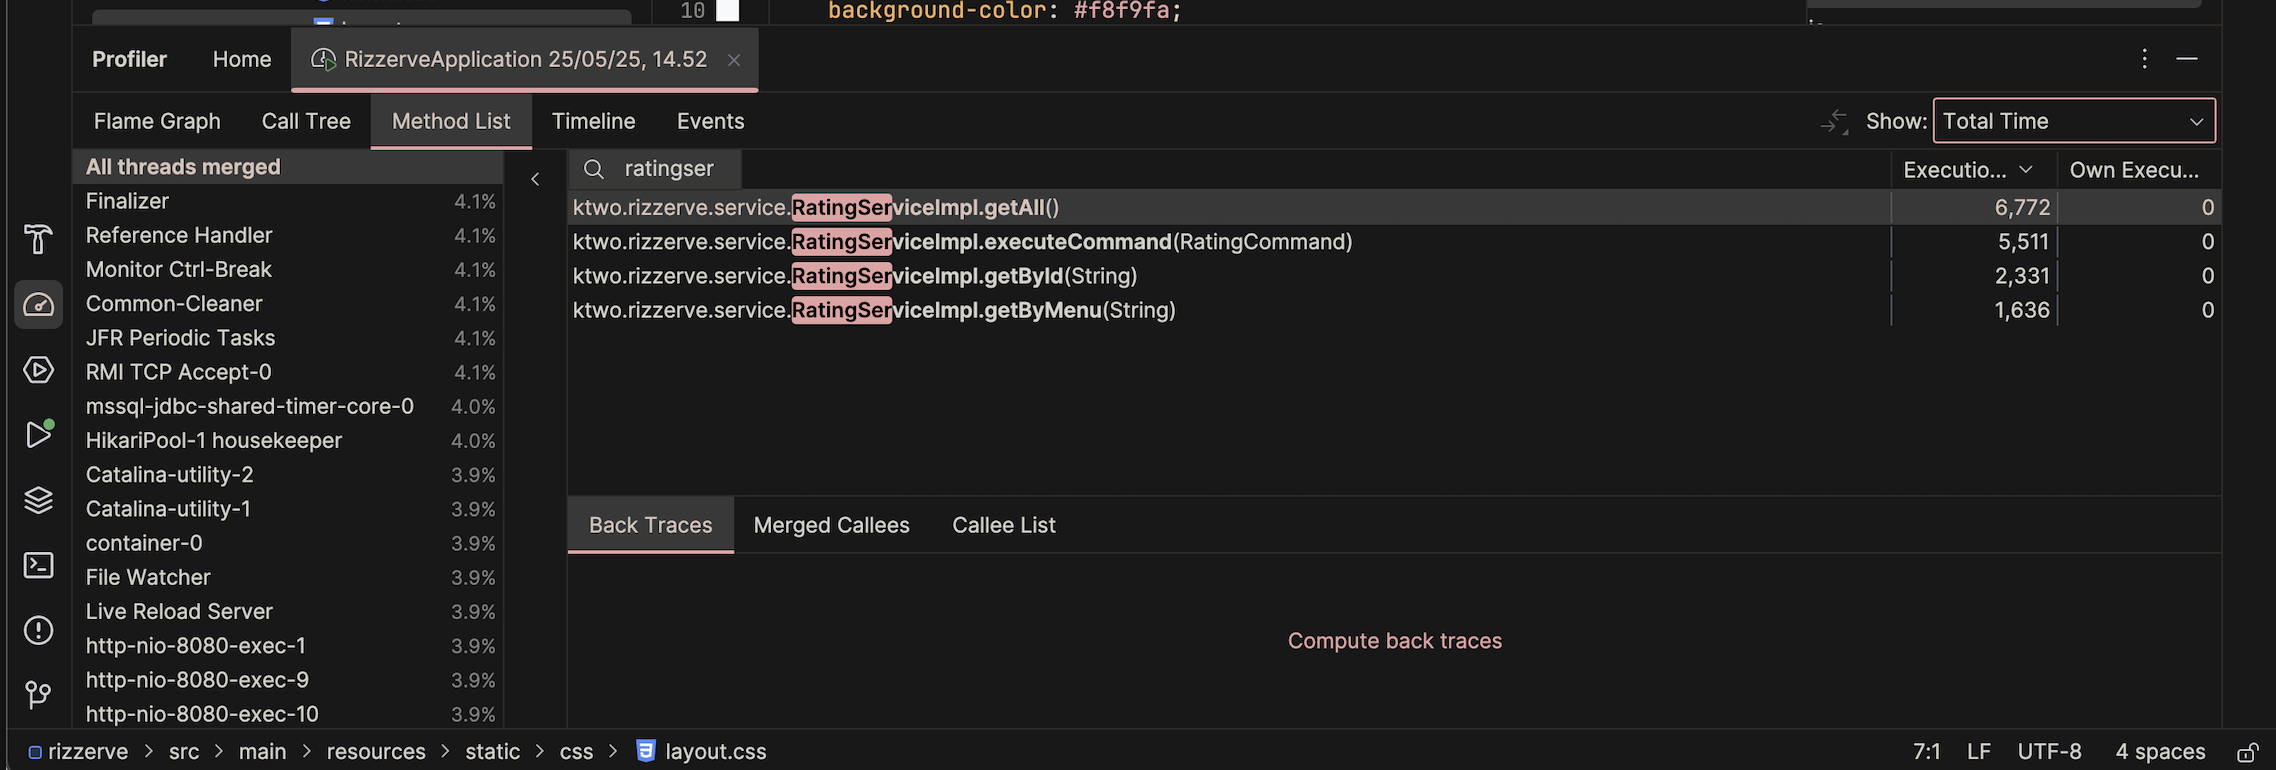 10 background-color: #f8f9fa;
Profiler Home RizzerveApplication 25/05/25, 14.52
Flame Graph Call Tree Method List Timeline Events Show: Total Time
All threads merged
Finalizer 4.1%
Reference Handler 4.1%
Monitor Ctrl-Break 4.1%
Common-Cleaner 4.1%
JFR Periodic Tasks 4.1%
RMI TCP Accept-0 4.1%
mssql-jdbc-shared-timer-core-0 4.0%
HikariPool-1 housekeeper 4.0%
Catalina-utility-2 3.9%
Catalina-utility-1 3.9%
container-0 3.9%
File Watcher 3.9%
Live Reload Server 3.9%
http-nio-8080-exec-1 3.9%
http-nio-8080-exec-9 3.9%
http-nio-8080-exec-10 3.9%
ratingser Executio... Own Execu...
ktwo.rizzerve.service.RatingServiceImpl.getAll() 6,772 0
ktwo.rizzerve.service.RatingServiceImpl.executeCommand(RatingCommand) 5,511 0
ktwo.rizzerve.service.RatingServiceImpl.getById(String) 2,331 0
ktwo.rizzerve.service.RatingServiceImpl.getByMenu(String) 1,636 0
Back Traces Merged Callees Callee List
Compute back traces
rizzerve > src > main > resources > static > css > layout.css 7:1 LF UTF-8 4 spaces